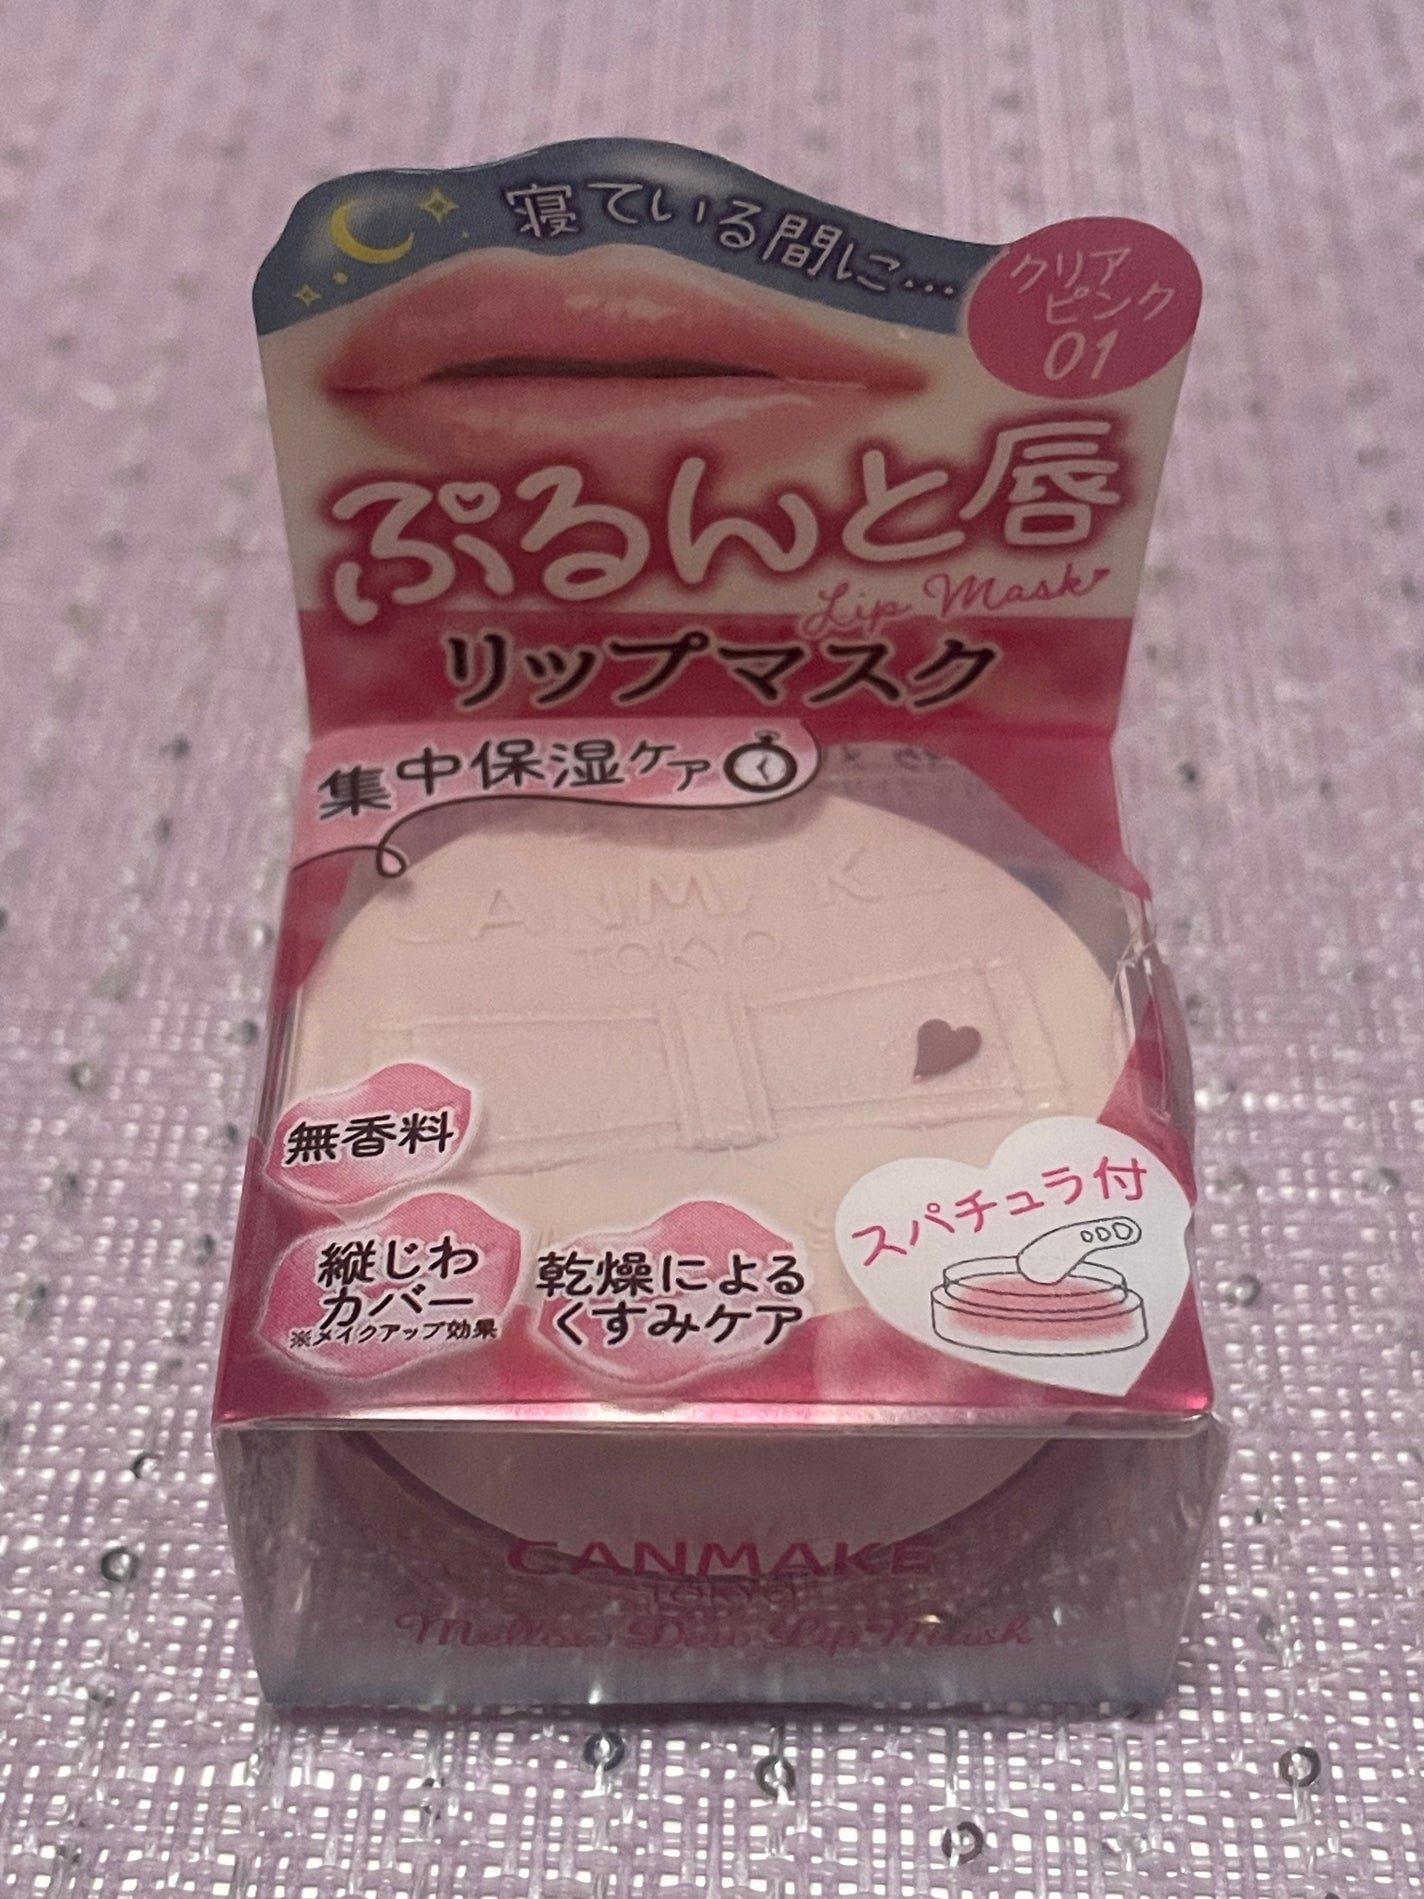 寝ている間に…
クリア
ピンク
01
ぷるんと唇
Lip Mask
リップマスク
集中保湿ケア
CANMAKE
TOKYO
無香料
縦じわ
カバー
※メイクアップ効果
乾燥による
くすみケア
スパチュラ付
CANMAKE
TOKYO
Mellow Dew Lip Mask